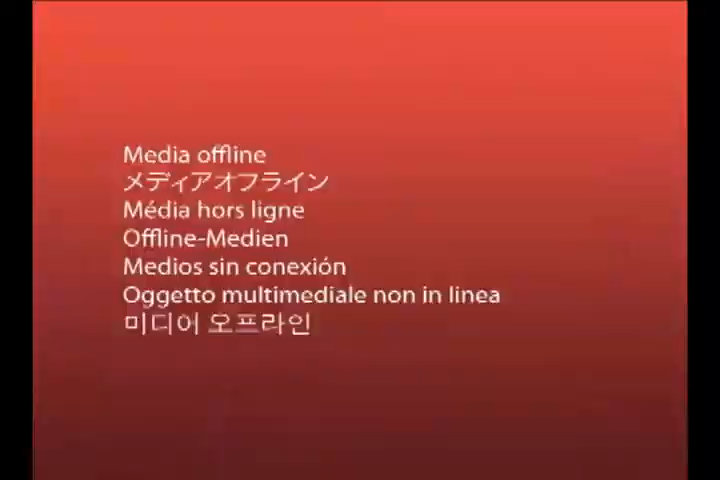 Media offline
メディアオフライン
Média hors ligne
Offline-Medien
Medios sin conexión
Oggetto multimediale non in linea
미디어 오프라인